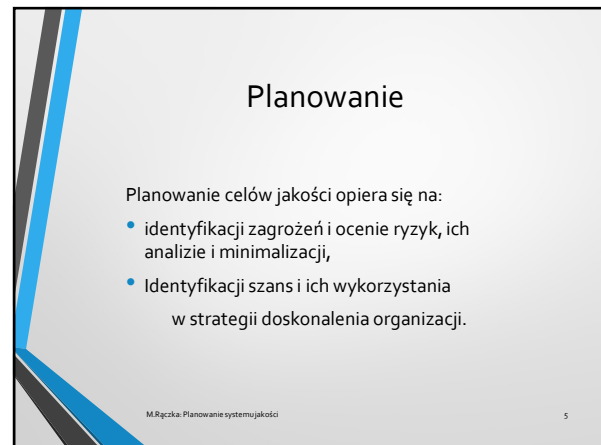 Planowanie
Planowanie celów jakości opiera się na:
• identyfikacji zagrożeń i ocenie ryzyk, ich
analizie i minimalizacji,
• Identyfikacji szans i ich wykorzystania
w strategii doskonalenia organizacji.
M.Rączka: Planowanie systemu jakości
5